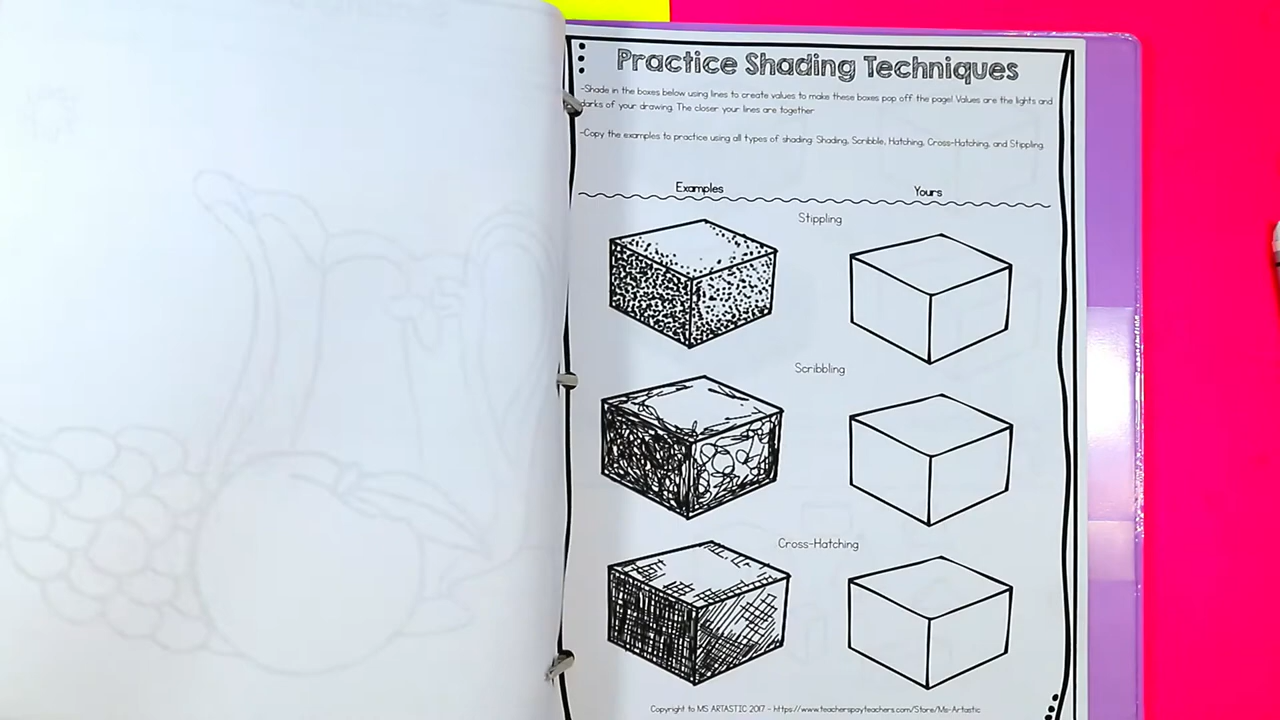 Practice Shading Techniques
-Shade in the boxes below using lines to create values to make these boxes pop off the page! Values are the lights and
darks of your drawing. The closer your lines are together
-Copy the examples to practice using all types of shading: Shading, Scribble, Hatching, Cross-Hatching, and Stippling.
Examples Yours
Stippling
Scribbling
Cross-Hatching
Copyright to MS ARTASTIC 2017 - https://www.teacherspayteachers.com/Store/Ms-Artastic